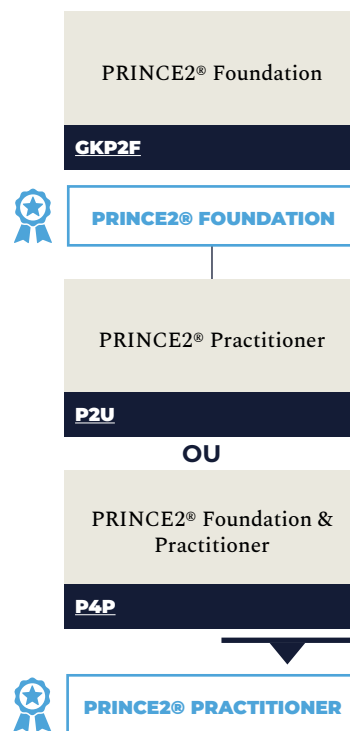 PRINCE2® Foundation
GKP2F
PRINCE2® FOUNDATION
PRINCE2® Practitioner
P2U
OU
PRINCE2® Foundation &
Practitioner
P4P
PRINCE2® PRACTITIONER